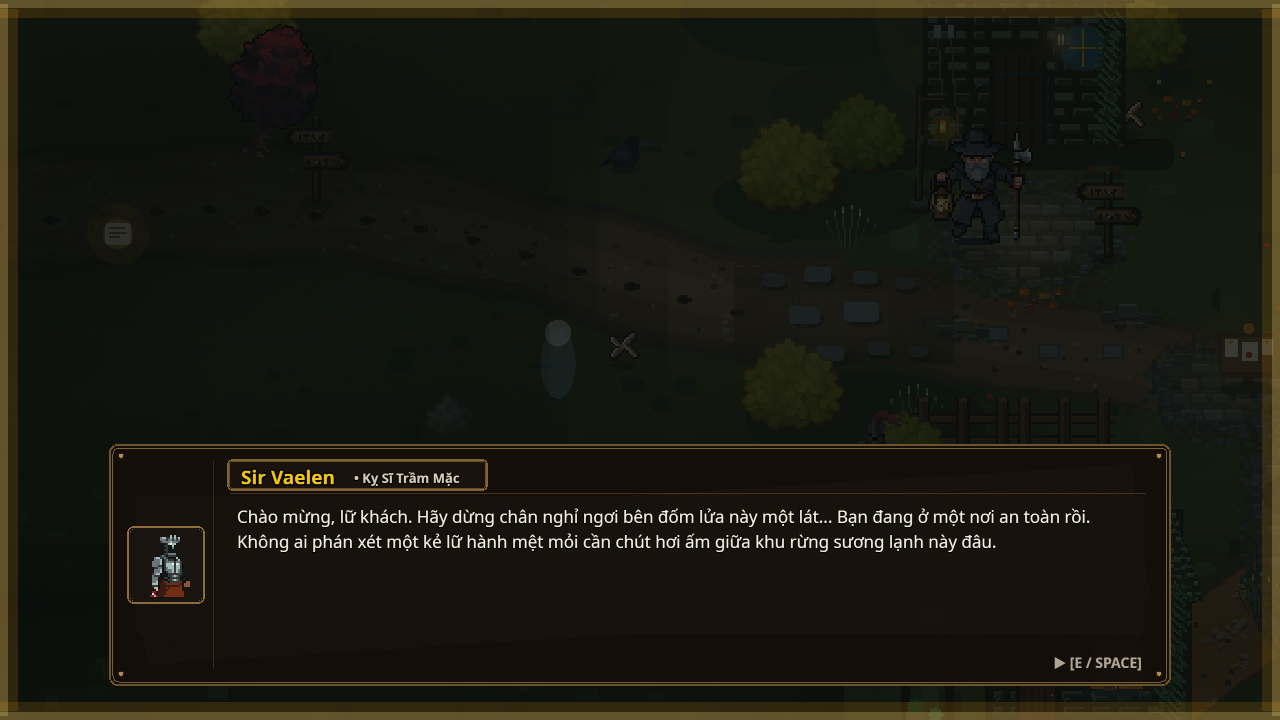 Sir Vaelen • Kỵ Sĩ Trầm Mặc
Chào mừng, lữ khách. Hãy dừng chân nghỉ ngơi bên đốm lửa này một lát... Bạn đang ở một nơi an toàn rồi.
Không ai phán xét một kẻ lữ hành mệt mỏi cần chút hơi ấm giữa khu rừng sương lạnh này đâu.
▶ [E / SPACE]